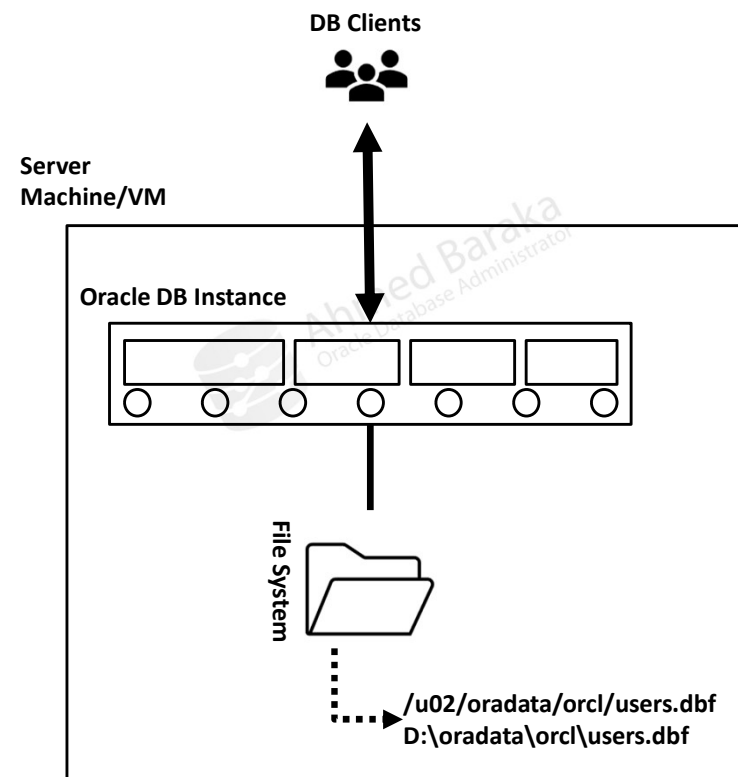 DB Clients
Server
Machine/VM
Ahmed Baraka
Oracle Database Administrator
Oracle DB Instance
File System
/u02/oradata/orcl/users.dbf
D:\oradata\orcl\users.dbf